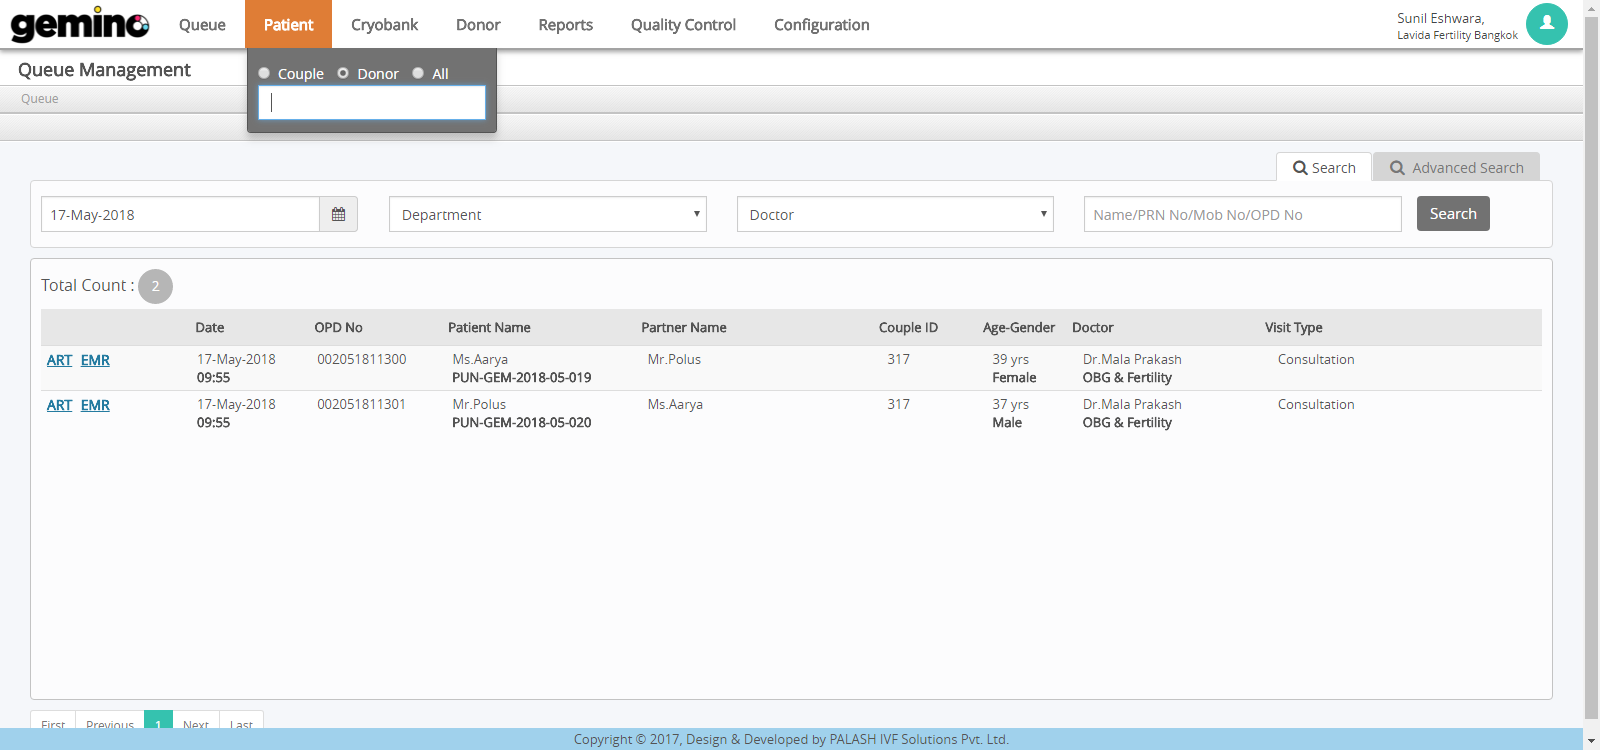 gemino Queue Patient Cryobank Donor Reports Quality Control Configuration
Sunil Eshwara,
Lavida Fertility Bangkok
Queue Management
Couple Donor All
Queue
Search Advanced Search
17-May-2018 Department Doctor Name/PRN No/Mob No/OPD No Search
Total Count : 2
Date OPD No Patient Name Partner Name Couple ID Age-Gender Doctor Visit Type
ART EMR 17-May-2018 002051811300 Ms.Aarya Mr.Polus 317 39 yrs Dr.Mala Prakash Consultation
09:55 PUN-GEM-2018-05-019 Female OBG & Fertility
ART EMR 17-May-2018 002051811301 Mr.Polus Ms.Aarya 317 37 yrs Dr.Mala Prakash Consultation
09:55 PUN-GEM-2018-05-020 Male OBG & Fertility
First Previous 1 Next Last
Copyright © 2017, Design & Developed by PALASH IVF Solutions Pvt. Ltd.